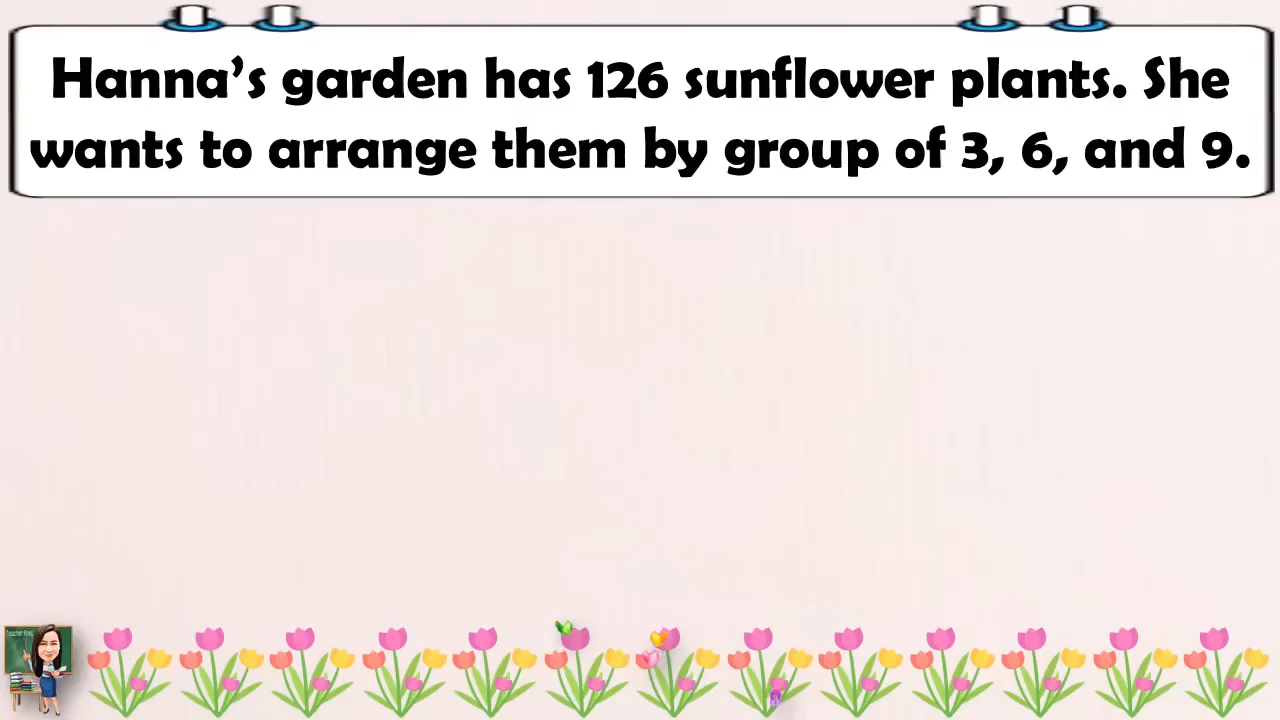 Hanna’s garden has 126 sunflower plants. She
wants to arrange them by group of 3, 6, and 9.